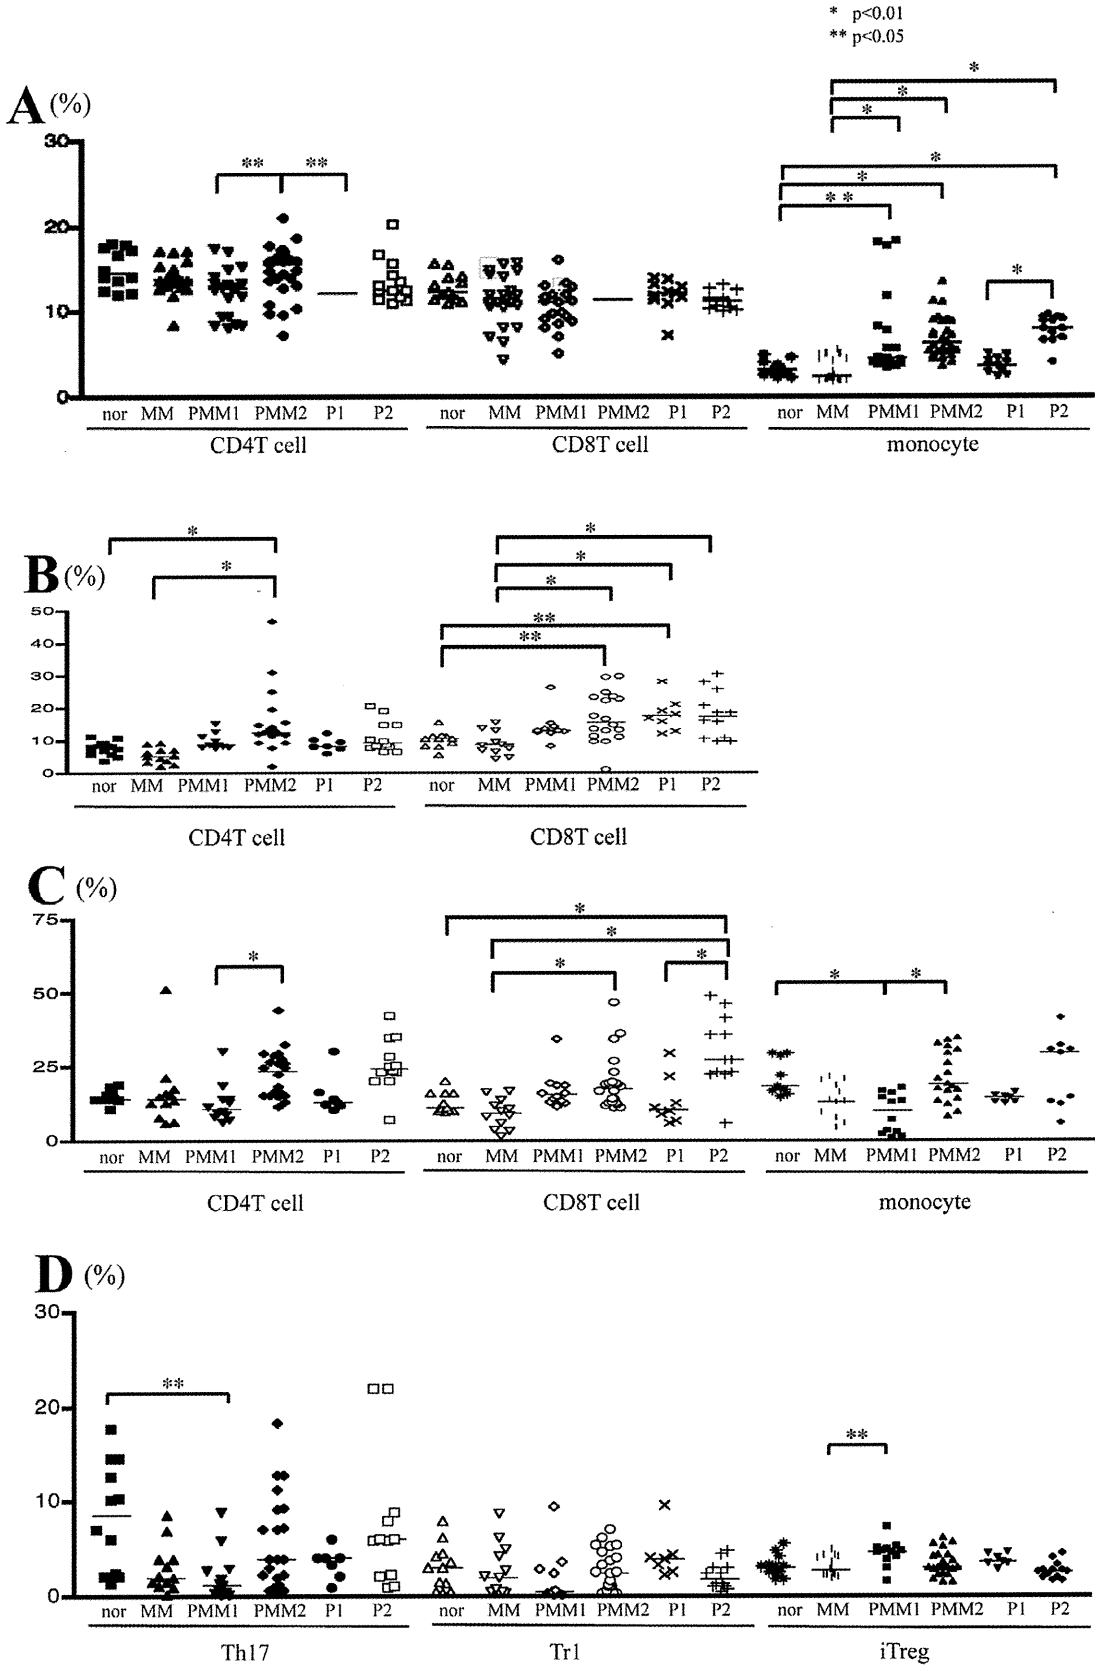 * p<0.01
** p<0.05
A (%)
* * *
* * **
** **
*
30
20
10
0
nor MM PMM1 PMM2 P1 P2 nor MM PMM1 PMM2 P1 P2 nor MM PMM1 PMM2 P1 P2
CD4T cell CD8T cell monocyte
B (%)
* *
* * *
** **
50
40
30
20
10
0
nor MM PMM1 PMM2 P1 P2 nor MM PMM1 PMM2 P1 P2
CD4T cell CD8T cell
C (%)
* * * * * * *
75
50
25
0
nor MM PMM1 PMM2 P1 P2 nor MM PMM1 PMM2 P1 P2 nor MM PMM1 PMM2 P1 P2
CD4T cell CD8T cell monocyte
D (%)
30
** **
20
10
0
nor MM PMM1 PMM2 P1 P2 nor MM PMM1 PMM2 P1 P2 nor MM PMM1 PMM2 P1 P2
Th17 Tr1 iTreg